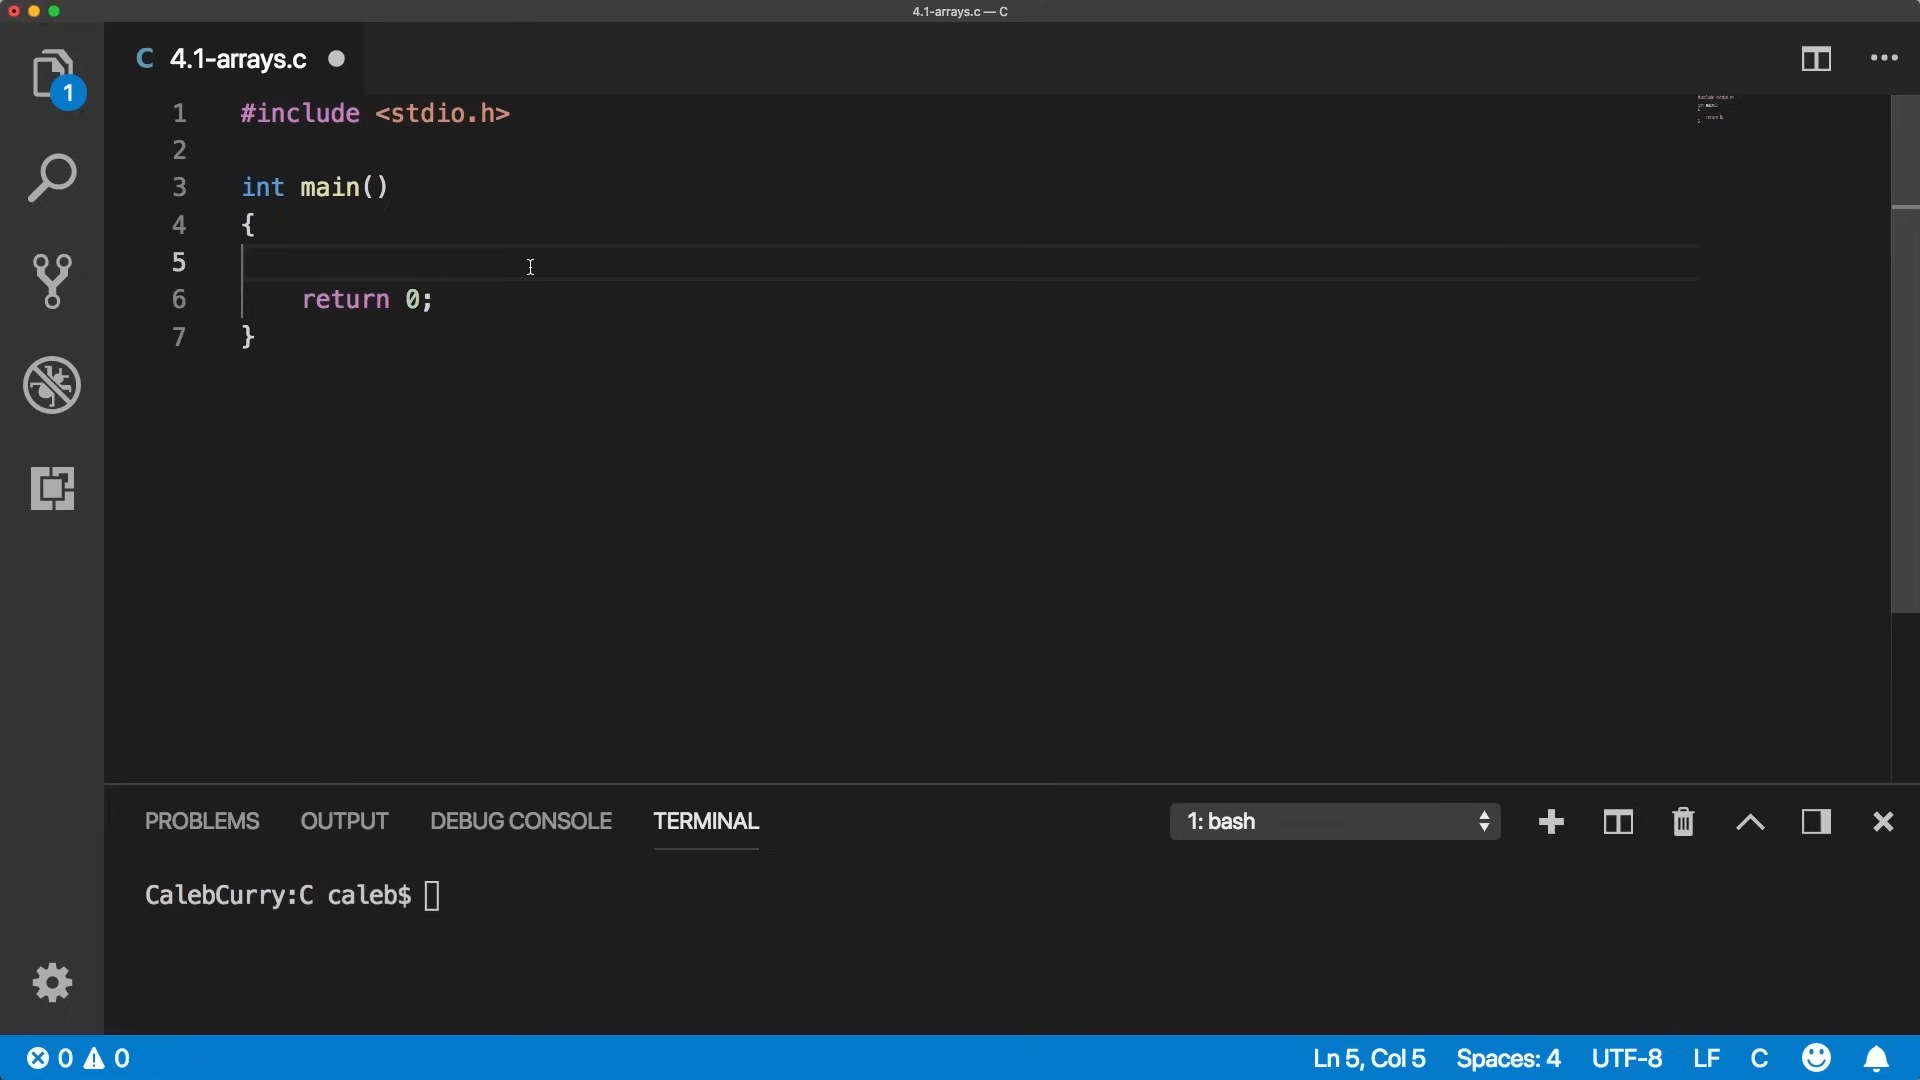 4.1-arrays.c — C
C 4.1-arrays.c
1
1 #include <stdio.h>
2
3 int main()
4 {
5
6     return 0;
7 }
PROBLEMS OUTPUT DEBUG CONSOLE TERMINAL 1: bash
CalebCurry:C caleb$
0 0 Ln 5, Col 5 Spaces: 4 UTF-8 LF C